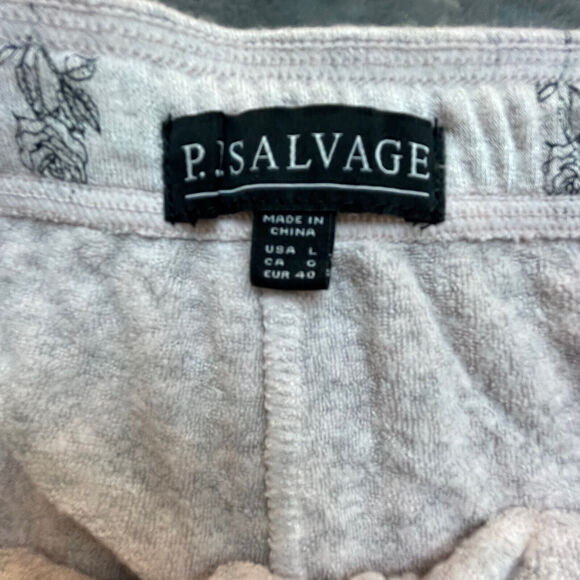 P.J. SALVAGE
MADE IN
CHINA
USA L
CA G
EUR 40